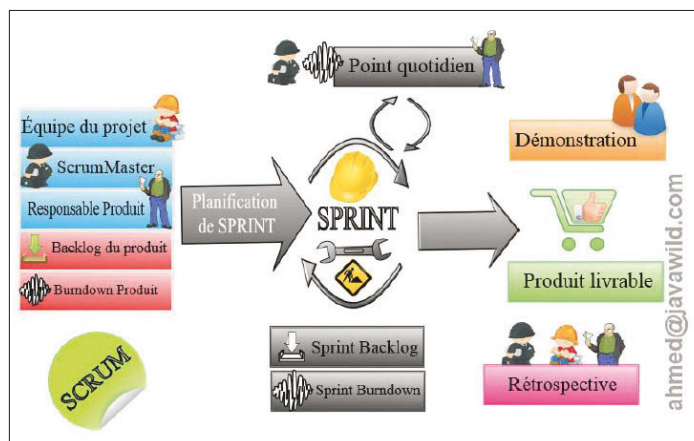 Point quotidien
Équipe du projet
ScrumMaster
Responsable Produit
Backlog du produit
Burndown Produit
SCRUM
Planification
de SPRINT
SPRINT
Sprint Backlog
Sprint Burndown
Démonstration
Produit livrable
Rétrospective
ahmed@javawild.com